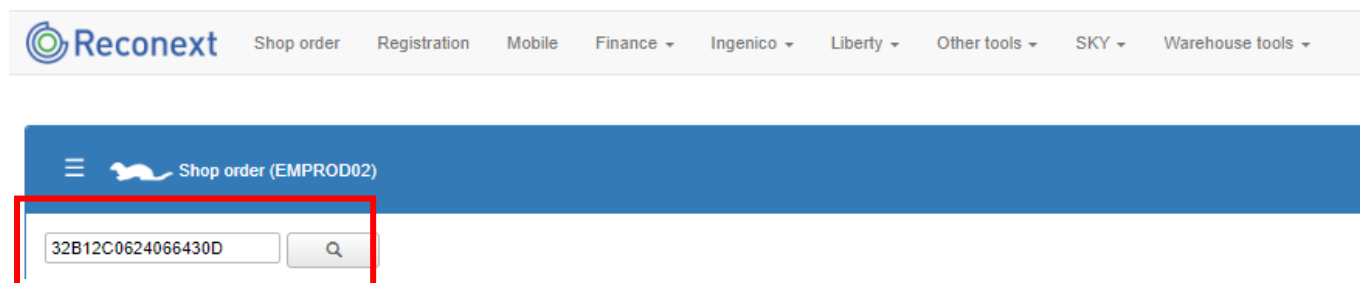 Reconext Shop order Registration Mobile Finance Ingenico Liberty Other tools SKY Warehouse tools
Shop order (EMPROD02)
32B12C0624066430D